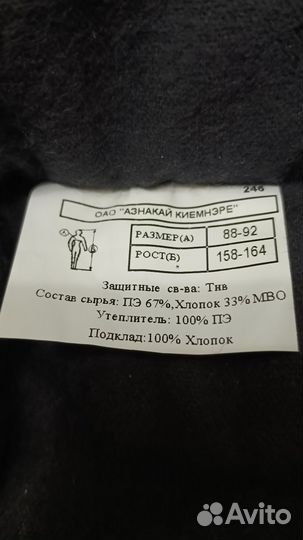 246
ОАО "АЗНАКАЙ КИЕМНЭРЕ"
РАЗМЕР(А) 88-92
РОСТ(Б) 158-164
Защитные св-ва: Тнв
Состав сырья: ПЭ 67%,Хлопок 33% МВО
Утеплитель: 100% ПЭ
Подклад:100% Хлопок
Avito